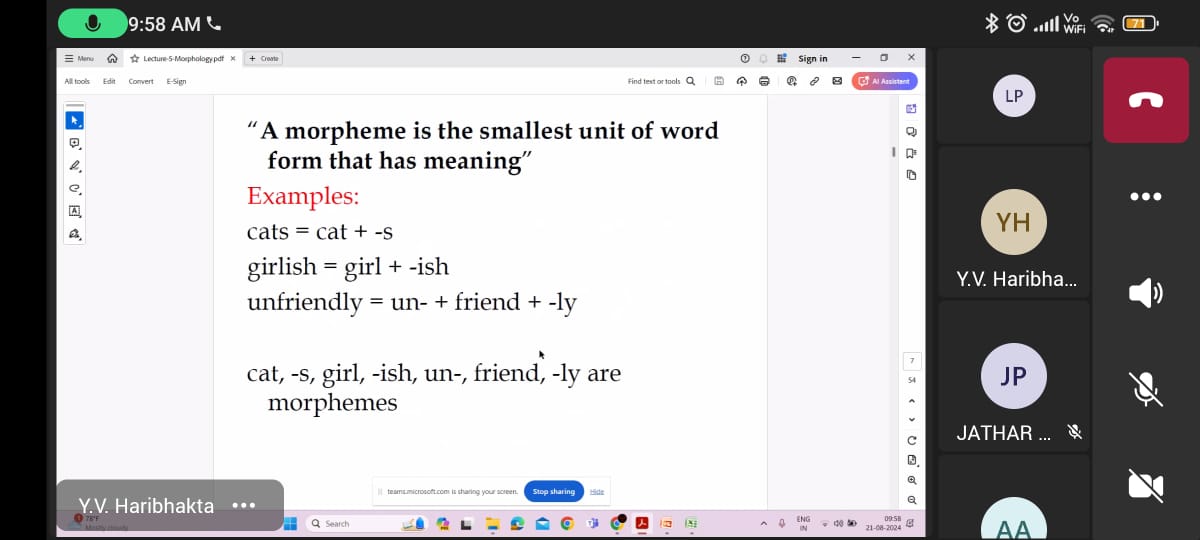 9:58 AM
Vo
WiFi
71
Menu
Lecture-5-Morphology.pdf ×
+ Create
Sign in
All tools Edit Convert E-Sign
Find text or tools
AI Assistant
“A morpheme is the smallest unit of word
form that has meaning”
Examples:
cats = cat + -s
girlish = girl + -ish
unfriendly = un- + friend + -ly
cat, -s, girl, -ish, un-, friend, -ly are
morphemes
7
54
teams.microsoft.com is sharing your screen.
Stop sharing
Hide
Y.V. Haribhakta
78°F
Mostly cloudy
Search
ENG
IN
09:58
21-08-2024
LP
YH
Y.V. Haribha...
JP
JATHAR ...
AA